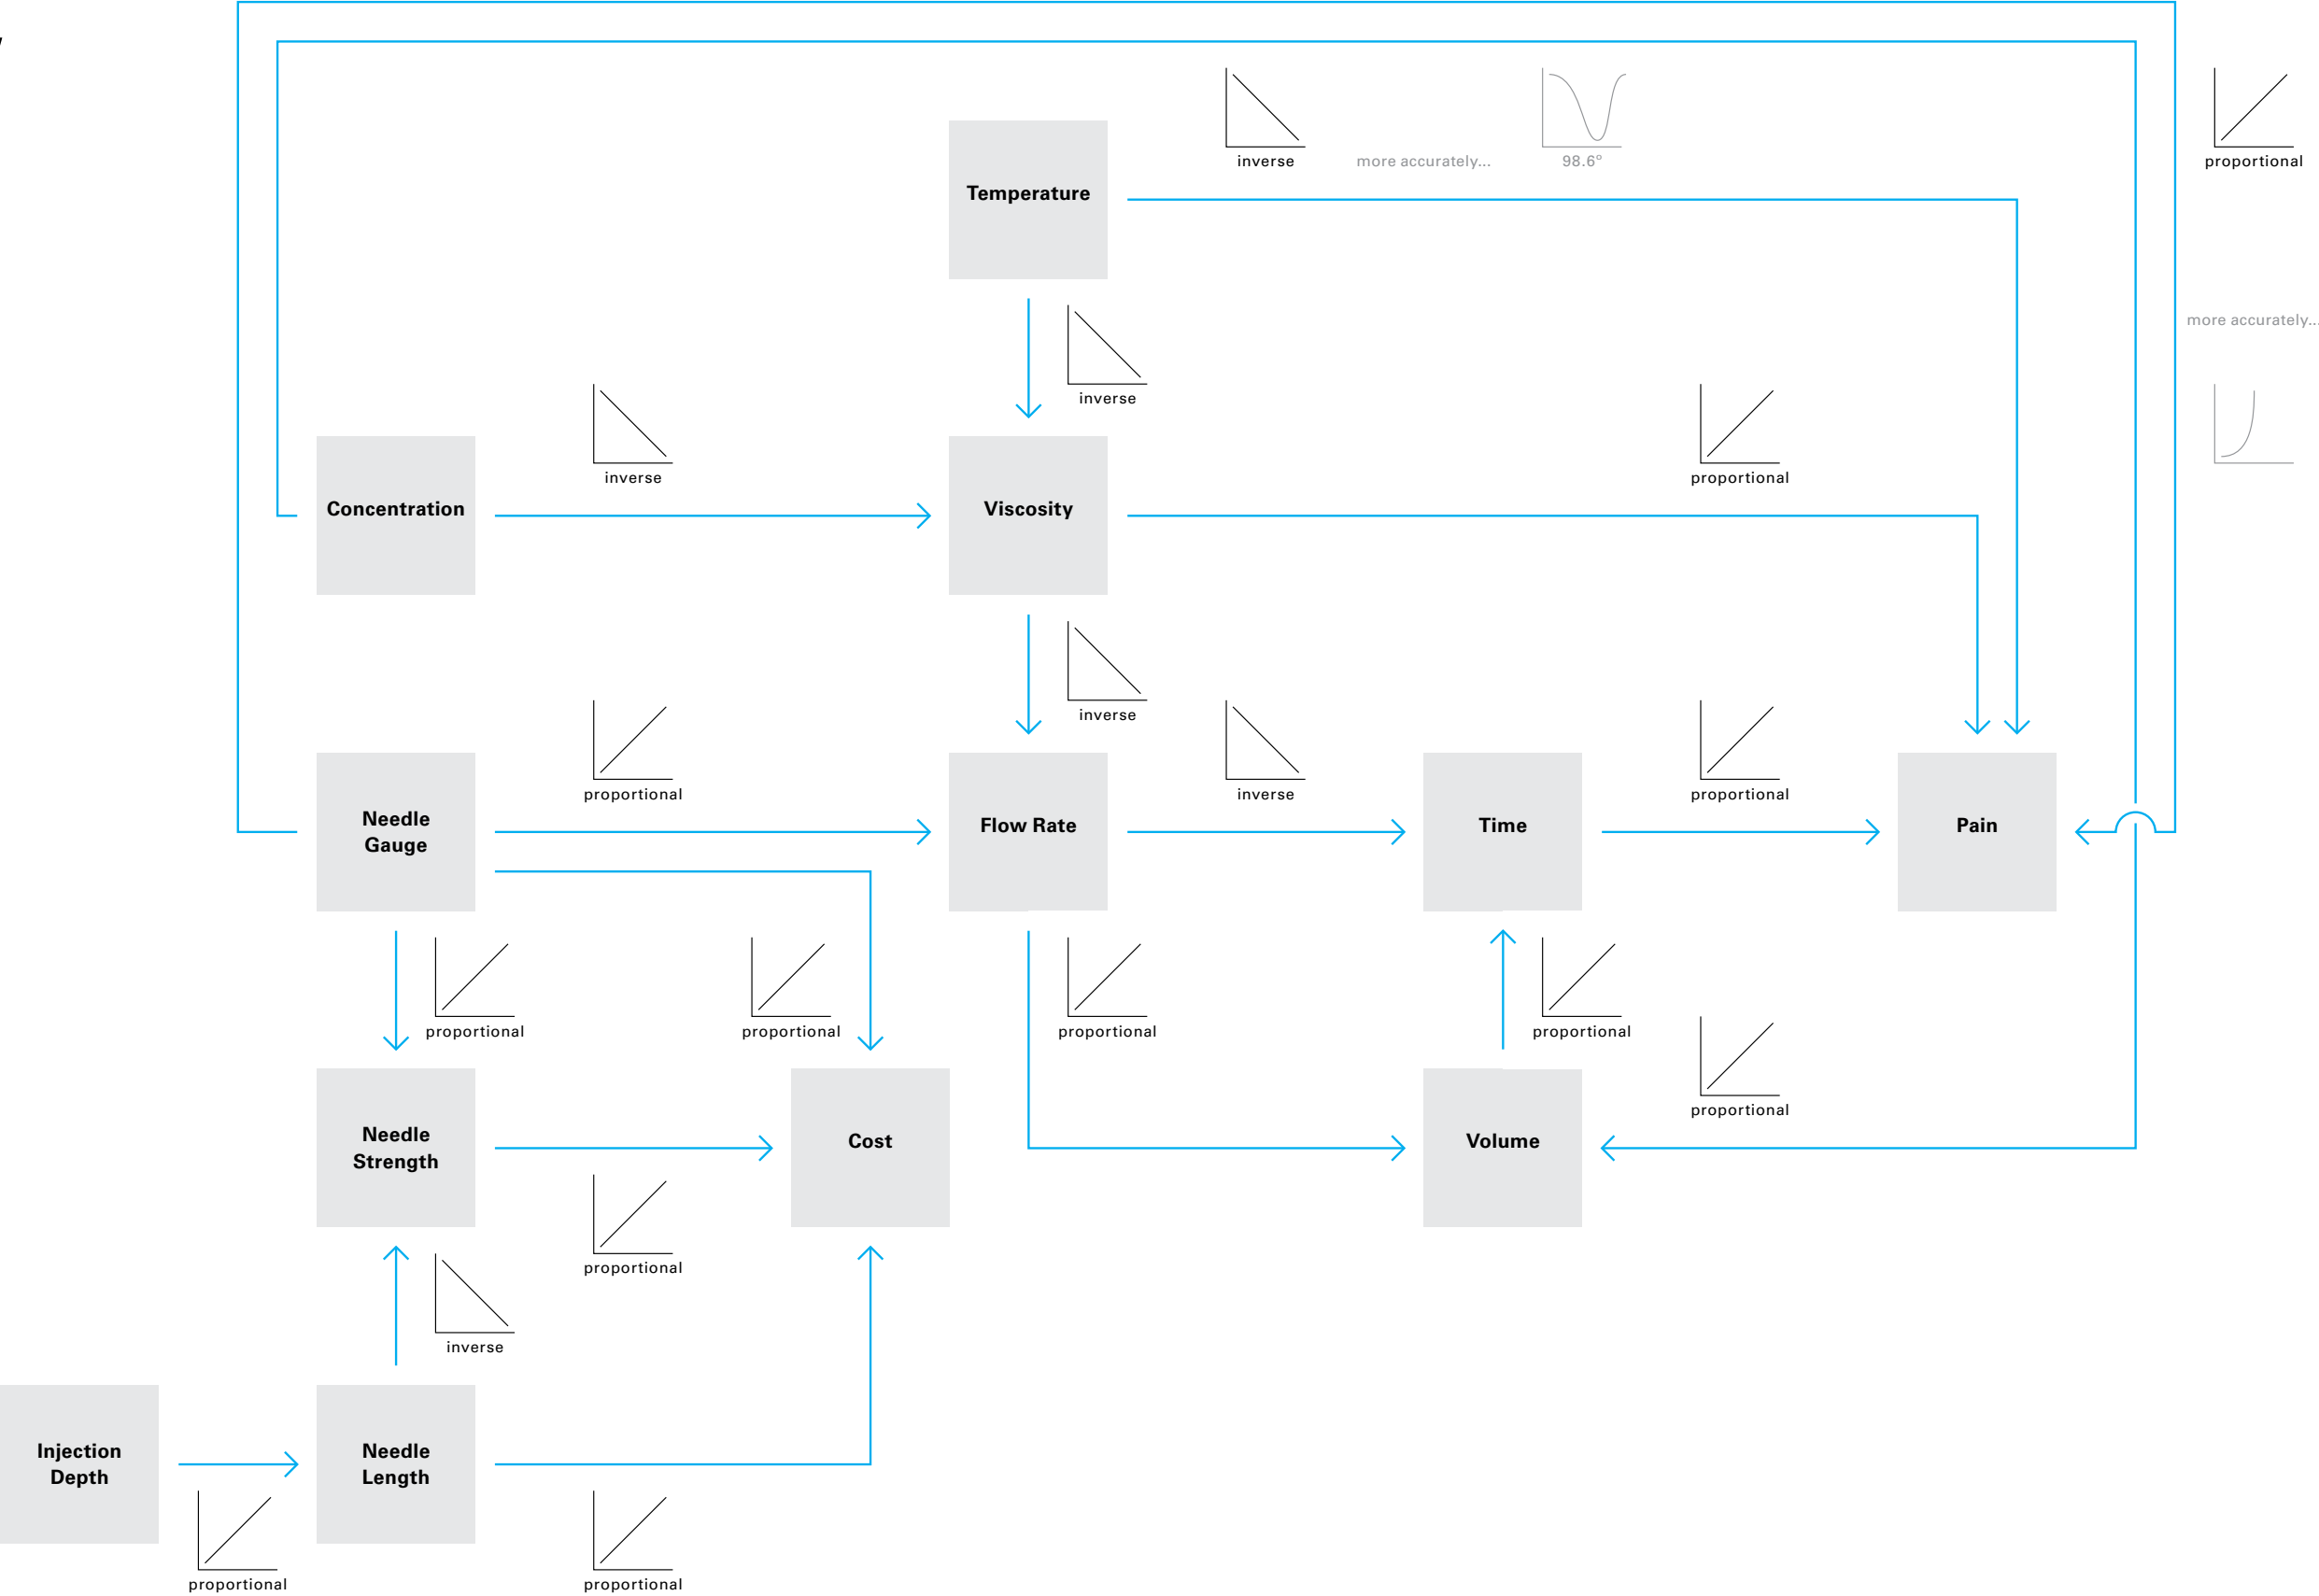 inverse
more accurately...
98.6º
proportional
Temperature
more accurately...
inverse
inverse
proportional
Concentration
Viscosity
inverse
proportional
inverse
proportional
Needle
Gauge
Flow Rate
Time
Pain
proportional
proportional
proportional
proportional
proportional
Needle
Strength
Cost
Volume
proportional
inverse
Injection
Depth
Needle
Length
proportional
proportional